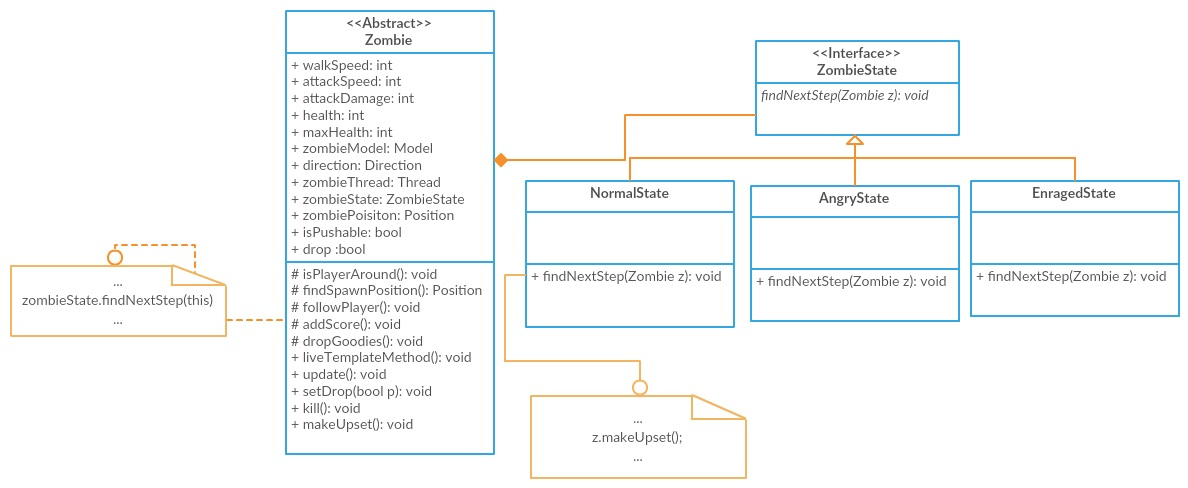 <<Abstract>>
Zombie
+ walkSpeed: int
+ attackSpeed: int
+ attackDamage: int
+ health: int
+ maxHealth: int
+ zombieModel: Model
+ direction: Direction
+ zombieThread: Thread
+ zombieState: ZombieState
+ zombiePoisiton: Position
+ isPushable: bool
+ drop :bool
# isPlayerAround(): void
# findSpawnPosition(): Position
# followPlayer(): void
# addScore(): void
# dropGoodies(): void
+ liveTemplateMethod(): void
+ update(): void
+ setDrop(bool p): void
+ kill(): void
+ makeUpset(): void
...
zombieState.findNextStep(this)
...
<<Interface>>
ZombieState
findNextStep(Zombie z): void
NormalState
+ findNextStep(Zombie z): void
AngryState
+ findNextStep(Zombie z): void
EnragedState
+ findNextStep(Zombie z): void
...
z.makeUpset();
...